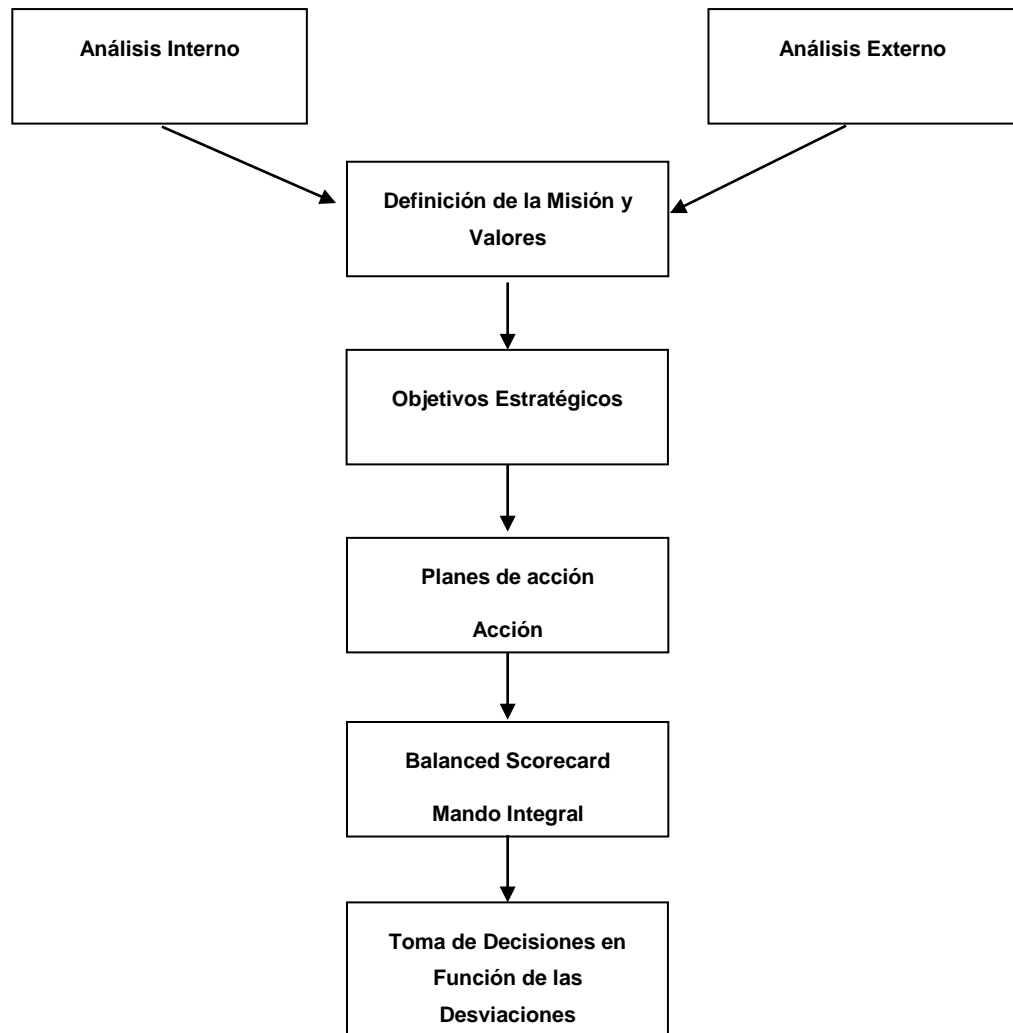 Análisis Interno
Análisis Externo
Definición de la Misión y
Valores
Objetivos Estratégicos
Planes de acción
Acción
Balanced Scorecard
Mando Integral
Toma de Decisiones en
Función de las
Desviaciones